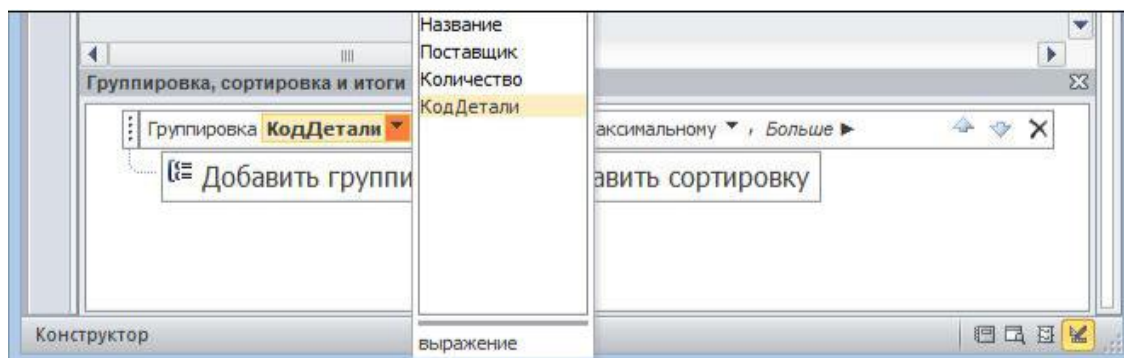 Название
Поставщик
Группировка, сортировка и итоги Количество
КодДетали
Группировка КодДетали аксимальному , Больше
Добавить группи авить сортировку
Конструктор
выражение